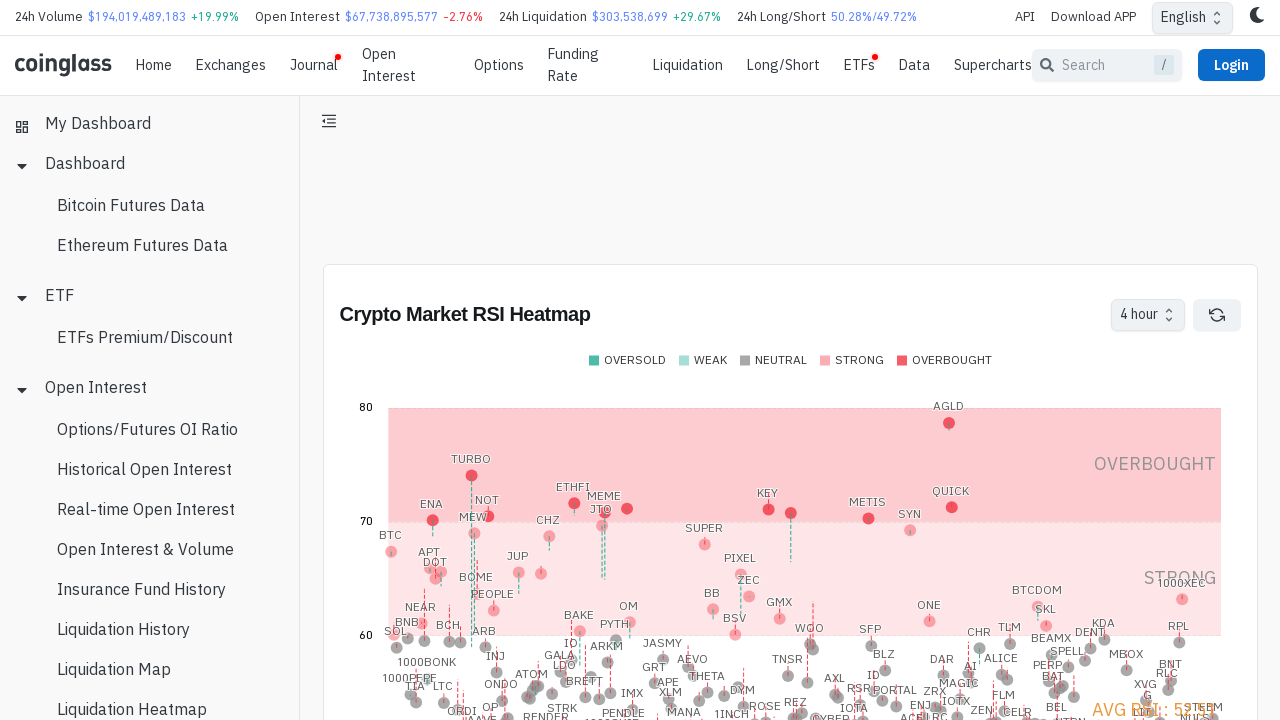 24h Volume $194,019,489,183 +19.99% Open Interest $67,738,895,577 -2.76% 24h Liquidation $303,538,699 +29.67% 24h Long/Short 50.28%/49.72% API Download APP English
coinglass Home Exchanges Journal Open Interest Options Funding Rate Liquidation Long/Short ETFs Data Supercharts Search / Login
My Dashboard
Dashboard
Bitcoin Futures Data
Ethereum Futures Data
ETF
ETFs Premium/Discount
Open Interest
Options/Futures OI Ratio
Historical Open Interest
Real-time Open Interest
Open Interest & Volume
Insurance Fund History
Liquidation History
Liquidation Map
Liquidation Heatmap
Crypto Market RSI Heatmap 4 hour
OVERSOLD WEAK NEUTRAL STRONG OVERBOUGHT
80
AGLD
TURBO OVERBOUGHT
ETHFI MEME KEY QUICK
ENA NOT JTO METIS
70
MEW CHZ SYN
BTC SUPER
APT JUP PIXEL
DOT STRONG
BOME ZEC 1000XEC
PEOPLE BB BTCDOM
NEAR OM GMX ONE SKL
BNB BCH BAKE PYTH BSV KDA
60
SOL ARB WOO SFP CHR TLM BEAMX DENT RPL
IO ARKM JASMY
1000BONK INJ GALA AEVO TNSR BLZ DAR ALICE SPELL MBOX
LDO GRT AI PERP BNT
1000PEPE ATOM BRETT APE THETA AXL ID MAGIC BAT RLC
TIA LTC ONDO IMX XLM DYM RSR PORTAL ZRX FLM XVG
ORDI OP STRK PENDLE MANA 1INCH ROSE REZ IOTA ENJ IOTX ZEN CELR BEL
RENDER